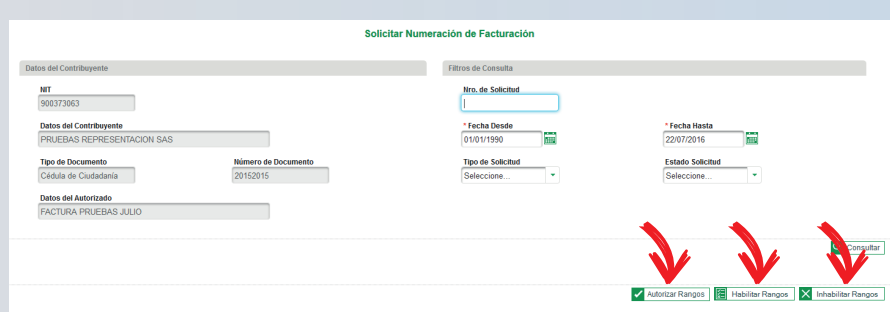 Solicitar Numeración de Facturación
Datos del Contribuyente
NIT
900373063
Datos del Contribuyente
PRUEBAS REPRESENTACION SAS
Tipo de Documento Número de Documento
Cédula de Ciudadanía 20152015
Datos del Autorizado
FACTURA PRUEBAS JULIO
Filtros de Consulta
Nro. de Solicitud
* Fecha Desde * Fecha Hasta
01/01/1990 22/07/2016
Tipo de Solicitud Estado Solicitud
Seleccione... Seleccione...
Consultar
Autorizar Rangos Habilitar Rangos Inhabilitar Rangos